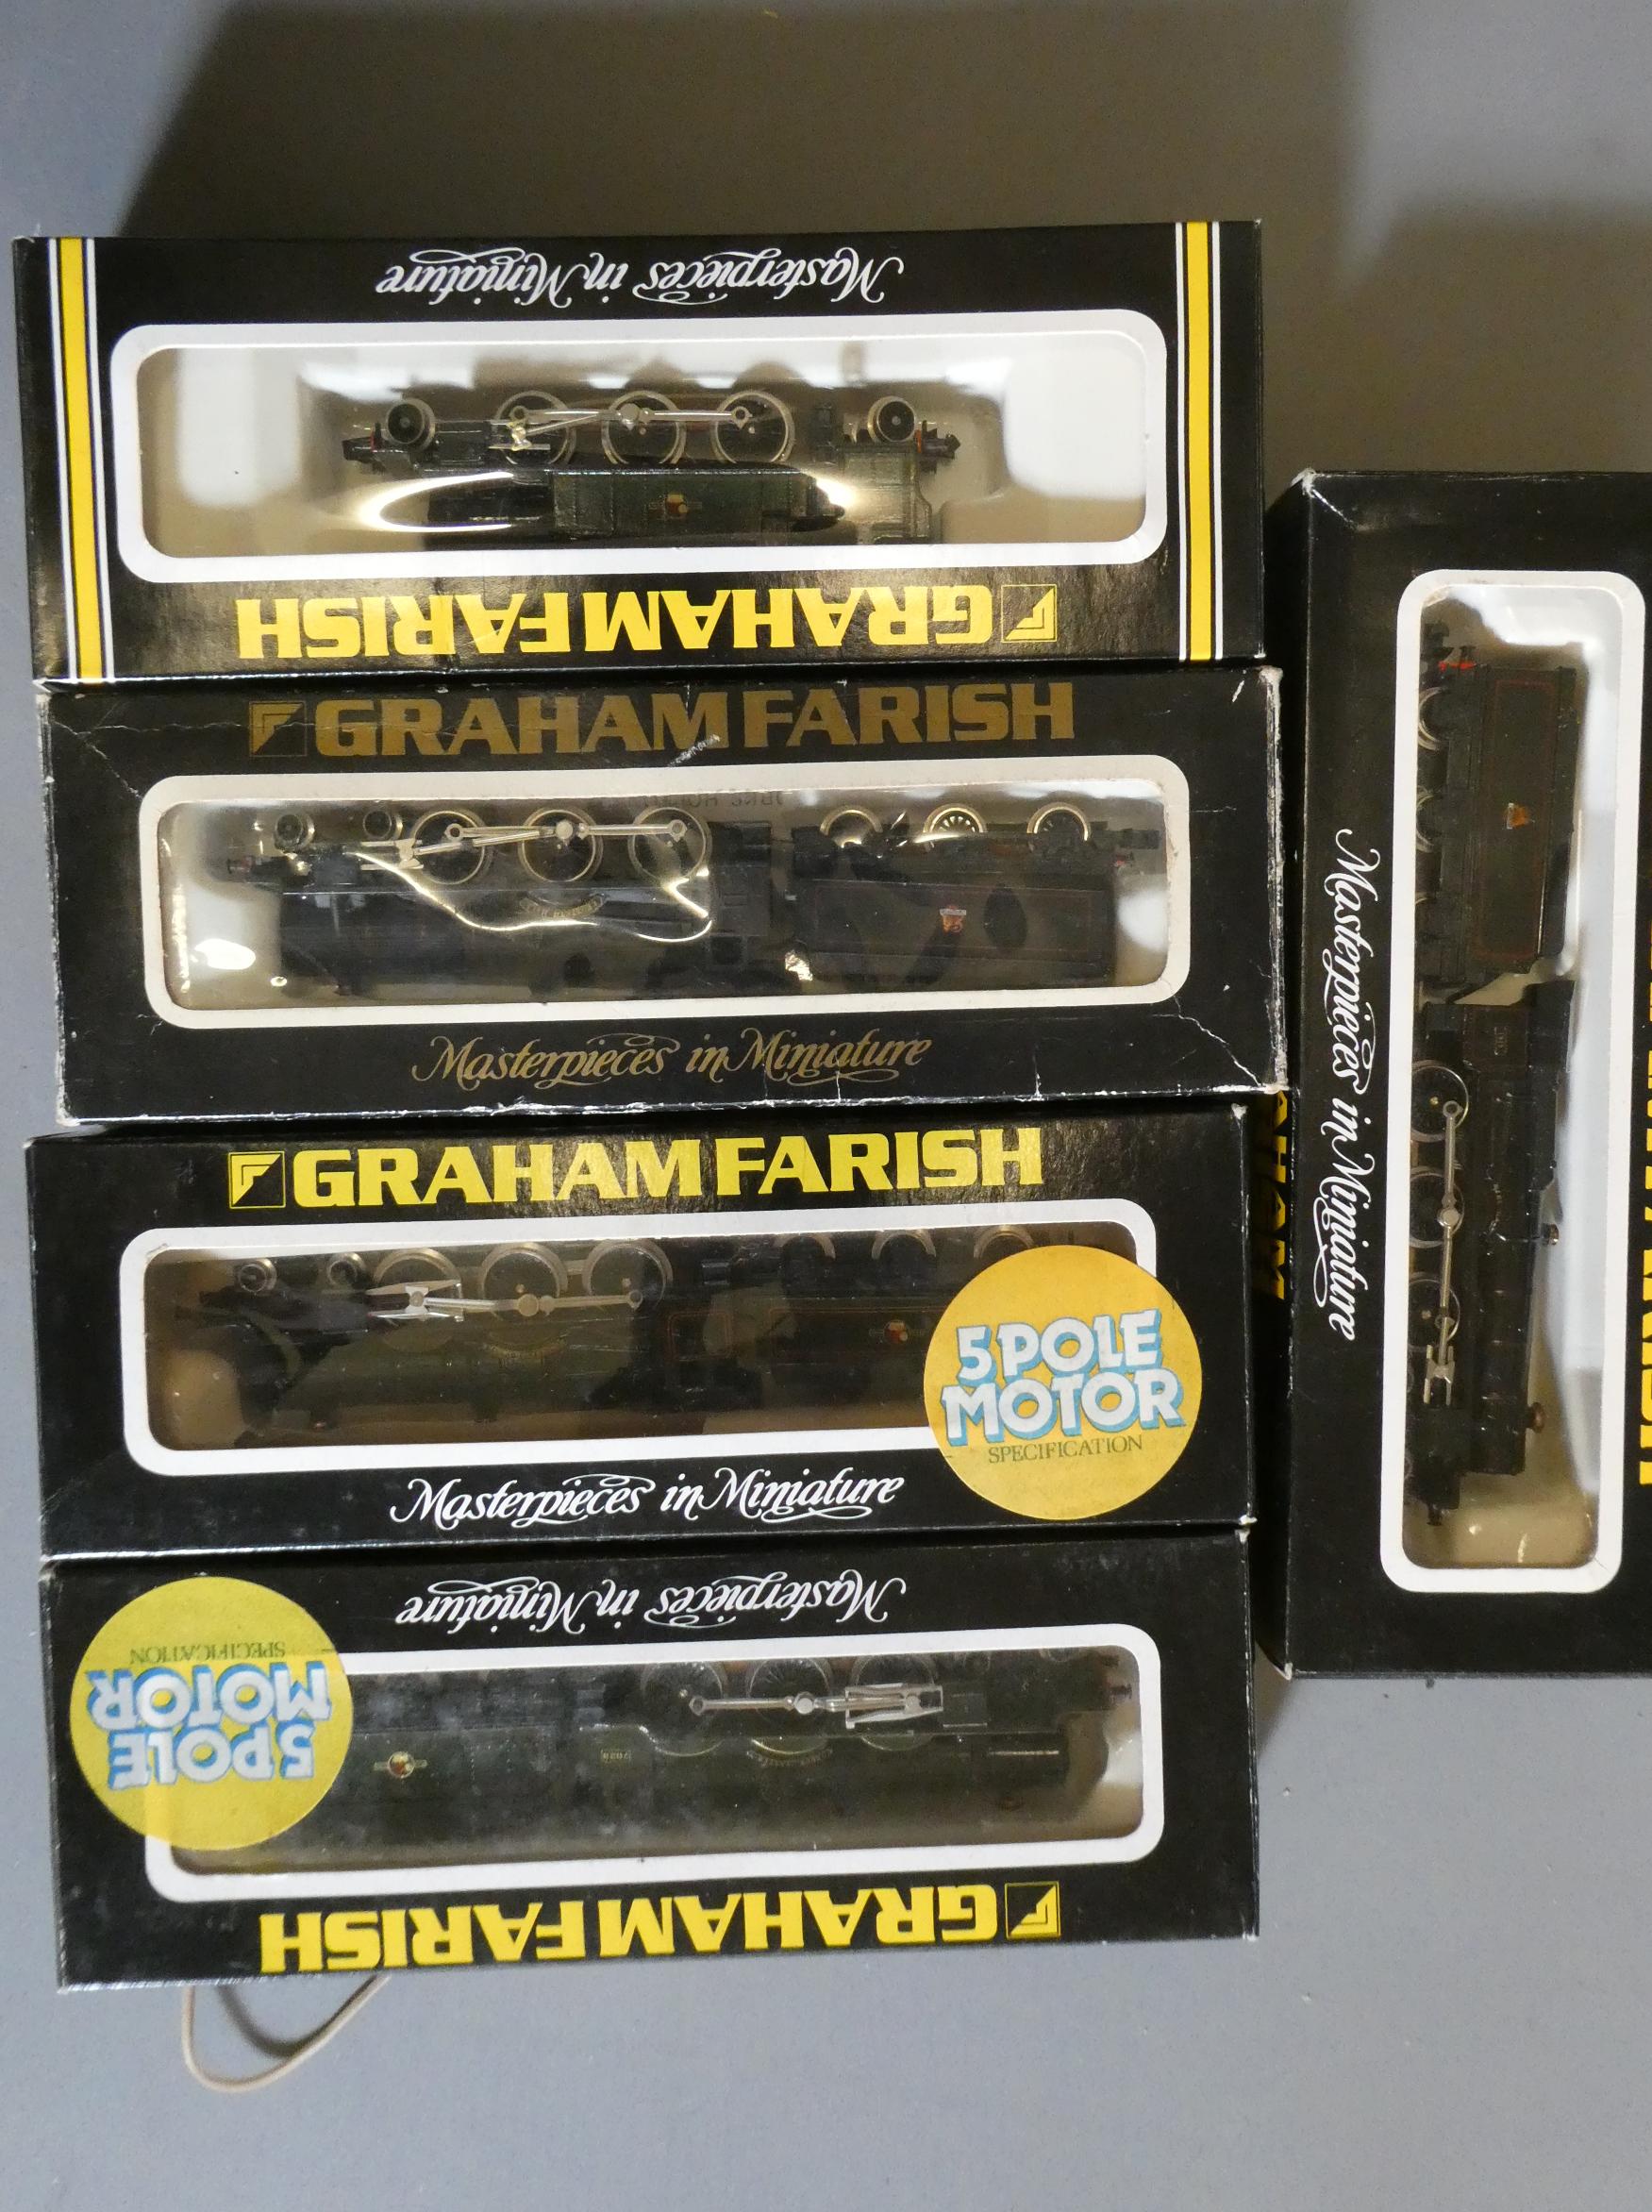 Masterpieces in Miniature
GRAHAM FARISH
GRAHAM FARISH
Masterpieces in Miniature
GRAHAM FARISH
5 POLE
MOTOR
SPECIFICATION
Masterpieces in Miniature
Masterpieces in Miniature
5 POLE
MOTOR
SPECIFICATION
GRAHAM FARISH
Masterpieces in Miniature